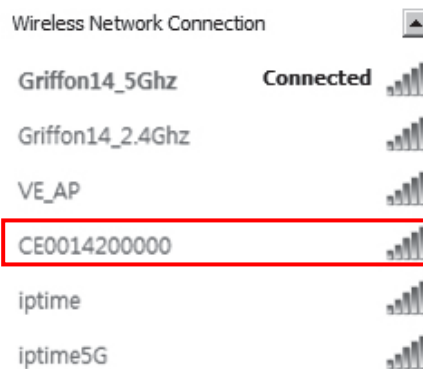 Wireless Network Connection
Griffon14_5Ghz Connected
Griffon14_2.4Ghz
VE_AP
CE0014200000
iptime
iptime5G